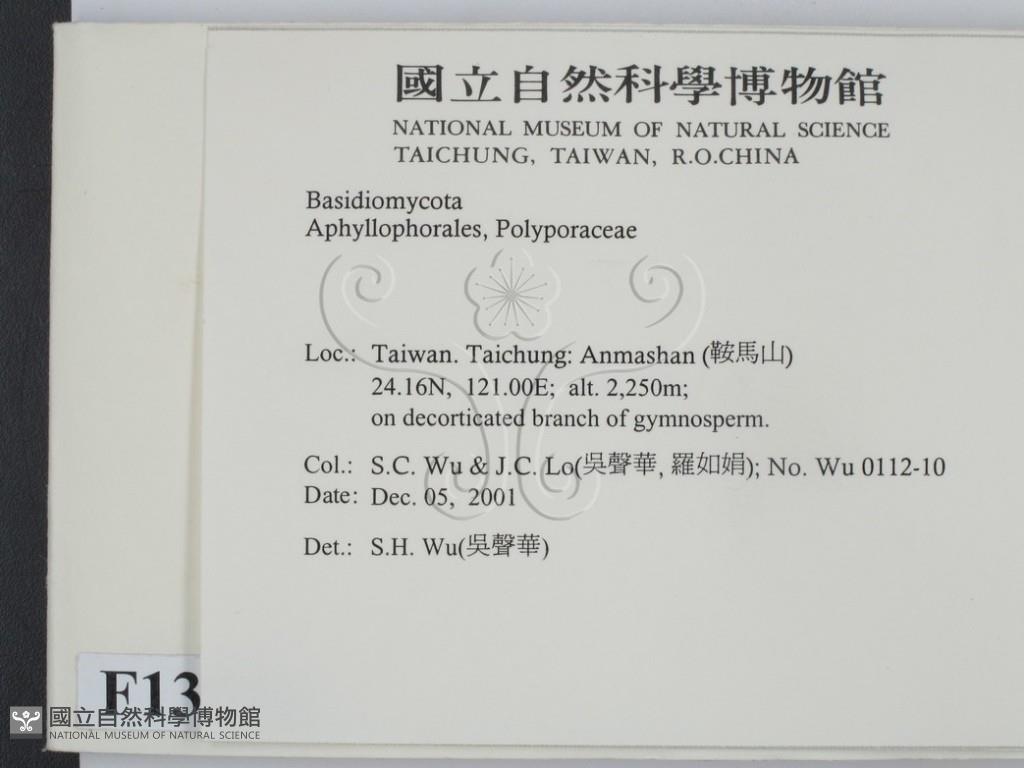 國立自然科學博物館
NATIONAL MUSEUM OF NATURAL SCIENCE
TAICHUNG, TAIWAN, R.O.CHINA
Basidiomycota
Aphyllophorales, Polyporaceae
Loc.: Taiwan. Taichung: Anmashan (鞍馬山)
24.16N, 121.00E; alt. 2,250m;
on decorticated branch of gymnosperm.
Col.: S.C. Wu & J.C. Lo(吳聲華, 羅如娟); No. Wu 0112-10
Date: Dec. 05, 2001
Det.: S.H. Wu(吳聲華)
F13
國立自然科學博物館
NATIONAL MUSEUM OF NATURAL SCIENCE